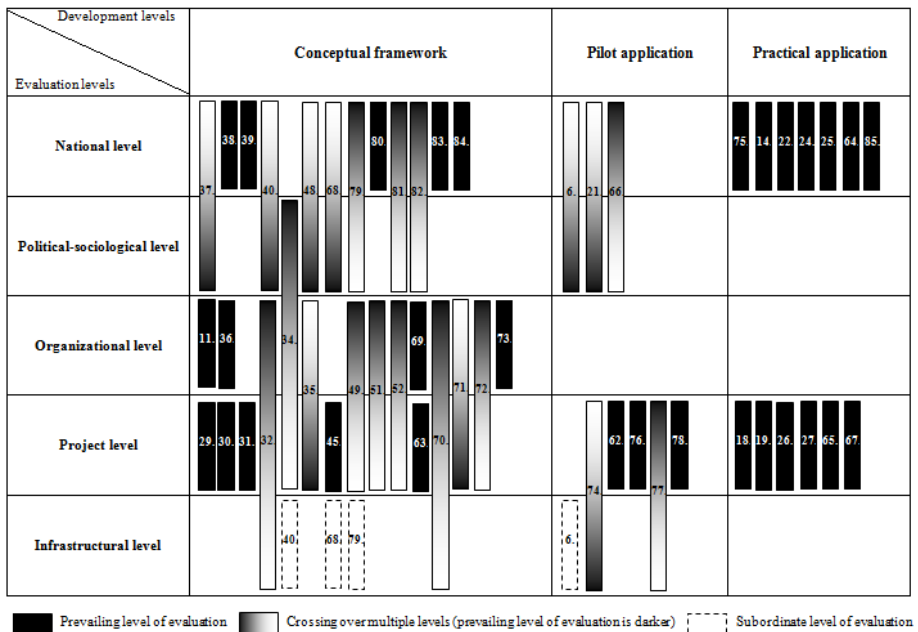 Development levels
Evaluation levels
Conceptual framework
Pilot application
Practical application
National level
37. 38. 39. 40. 48. 68. 79. 80. 81. 82. 83. 84.
6. 21. 66.
75. 14. 22. 24. 25. 64. 85.
Political-sociological level
Organizational level
11. 36. 34. 35. 49. 51. 52. 69. 71. 72. 73.
Project level
29. 30. 31. 32. 45. 63. 70.
74. 62. 76. 77. 78.
18. 19. 26. 27. 65. 67.
Infrastructural level
40. 68. 79.
6.
Prevailing level of evaluation
Crossing over multiple levels (prevailing level of evaluation is darker)
Subordinate level of evaluation